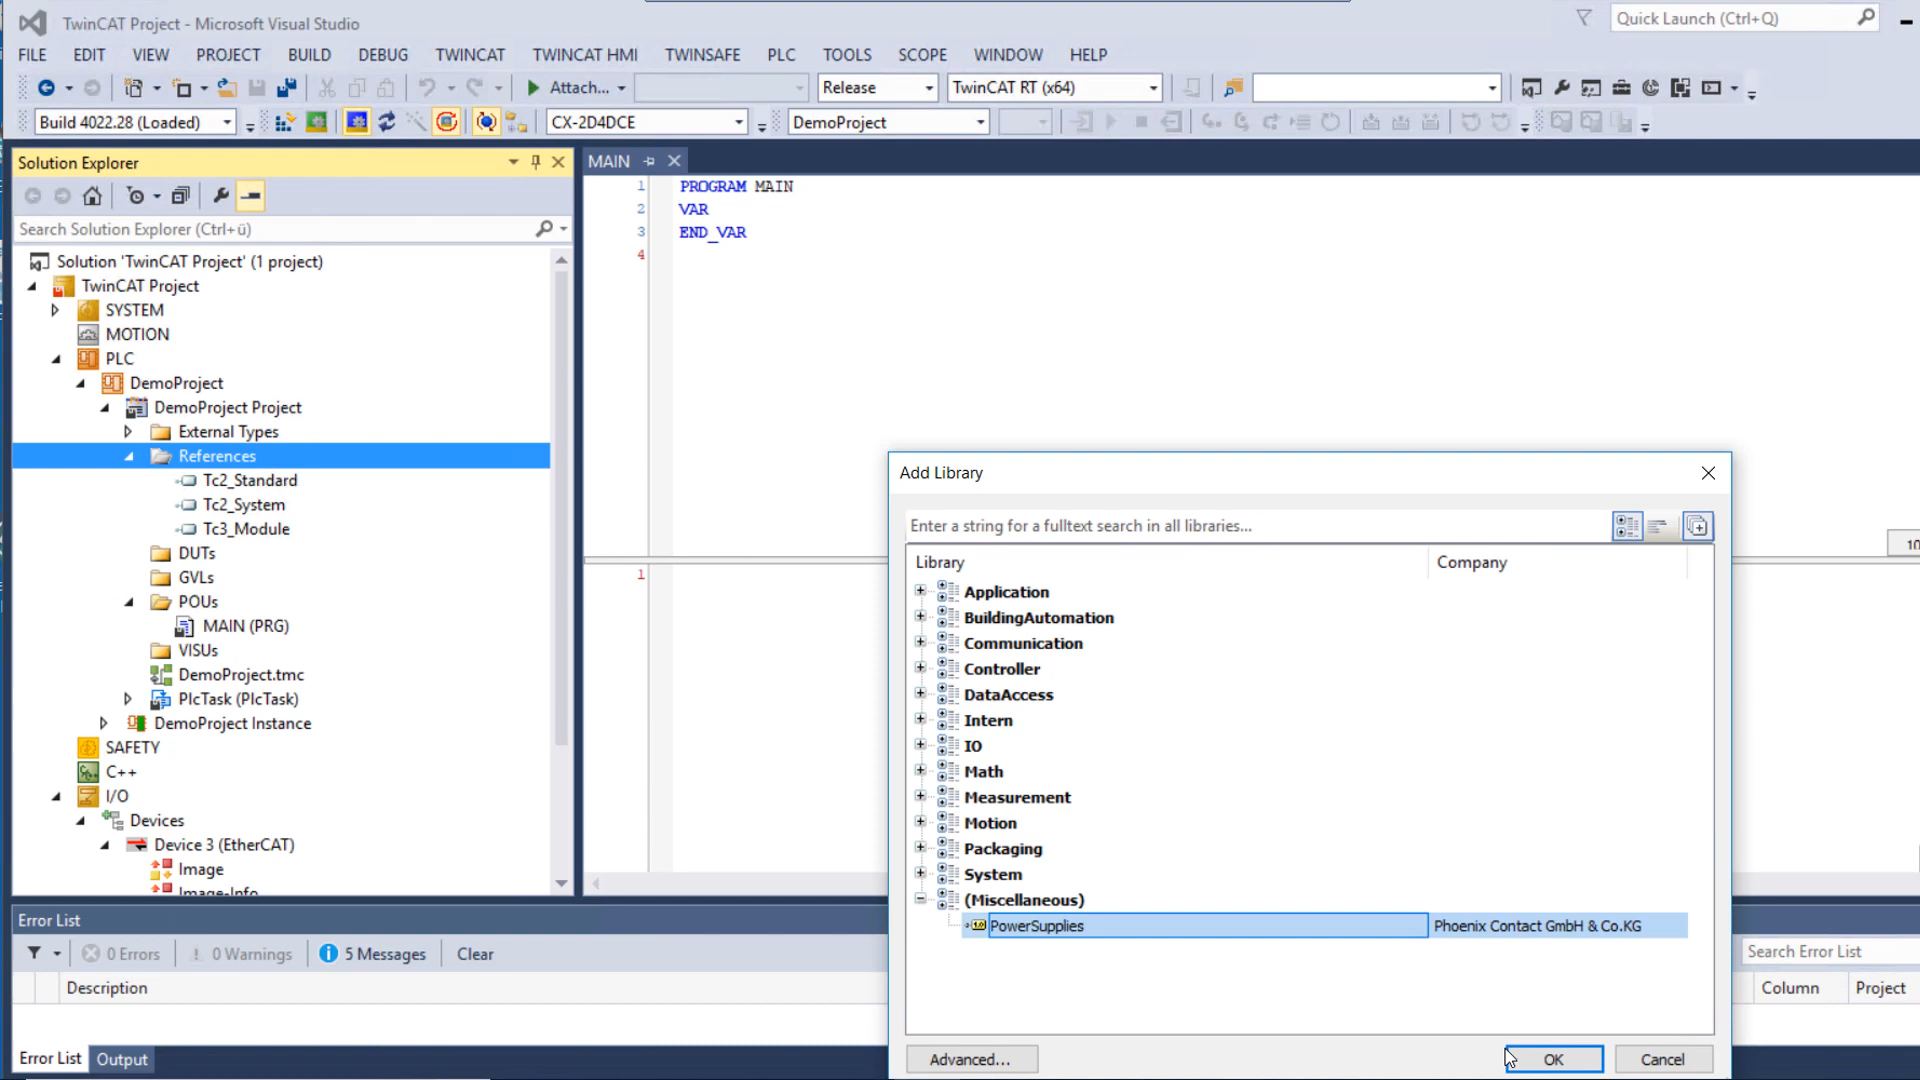 TwinCAT Project - Microsoft Visual Studio
Quick Launch (Ctrl+Q)
FILE EDIT VIEW PROJECT BUILD DEBUG TWINCAT TWINCAT HMI TWINSAFE PLC TOOLS SCOPE WINDOW HELP
Attach... Release TwinCAT RT (x64)
Build 4022.28 (Loaded) CX-2D4DCE DemoProject
Solution Explorer
Search Solution Explorer (Ctrl+ü)
Solution 'TwinCAT Project' (1 project)
TwinCAT Project
SYSTEM
MOTION
PLC
DemoProject
DemoProject Project
External Types
References
Tc2_Standard
Tc2_System
Tc3_Module
DUTs
GVLs
POUs
MAIN (PRG)
VISUs
DemoProject.tmc
PlcTask (PlcTask)
DemoProject Instance
SAFETY
C++
I/O
Devices
Device 3 (EtherCAT)
Image
Image-Info
MAIN
1 PROGRAM MAIN
2 VAR
3 END_VAR
4
1
10
Add Library
Enter a string for a fulltext search in all libraries...
Library Company
Application
BuildingAutomation
Communication
Controller
DataAccess
Intern
IO
Math
Measurement
Motion
Packaging
System
(Miscellaneous)
1.0 PowerSupplies Phoenix Contact GmbH & Co.KG
Advanced... OK Cancel
Error List
0 Errors 0 Warnings 5 Messages Clear
Search Error List
Description Column Project
Error List Output